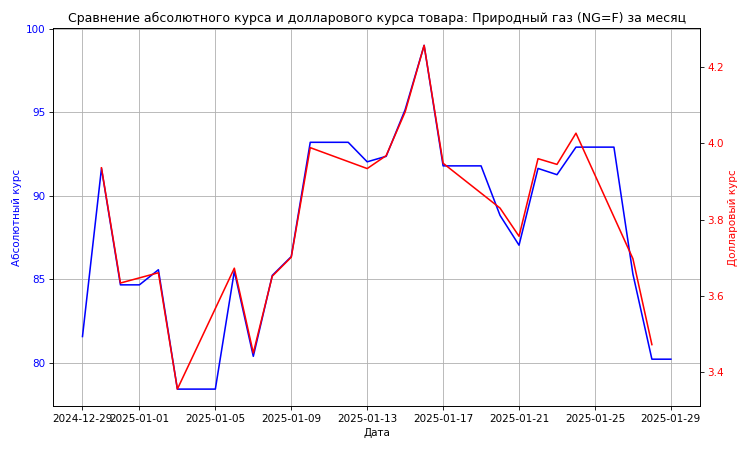 Сравнение абсолютного курса и долларового курса товара: Природный газ (NG=F) за месяц
100
95
90
85
80
Абсолютный курс
4.2
4.0
3.8
3.6
3.4
Долларовый курс
2024-12-29 2025-01-01 2025-01-05 2025-01-09 2025-01-13 2025-01-17 2025-01-21 2025-01-25 2025-01-29
Дата